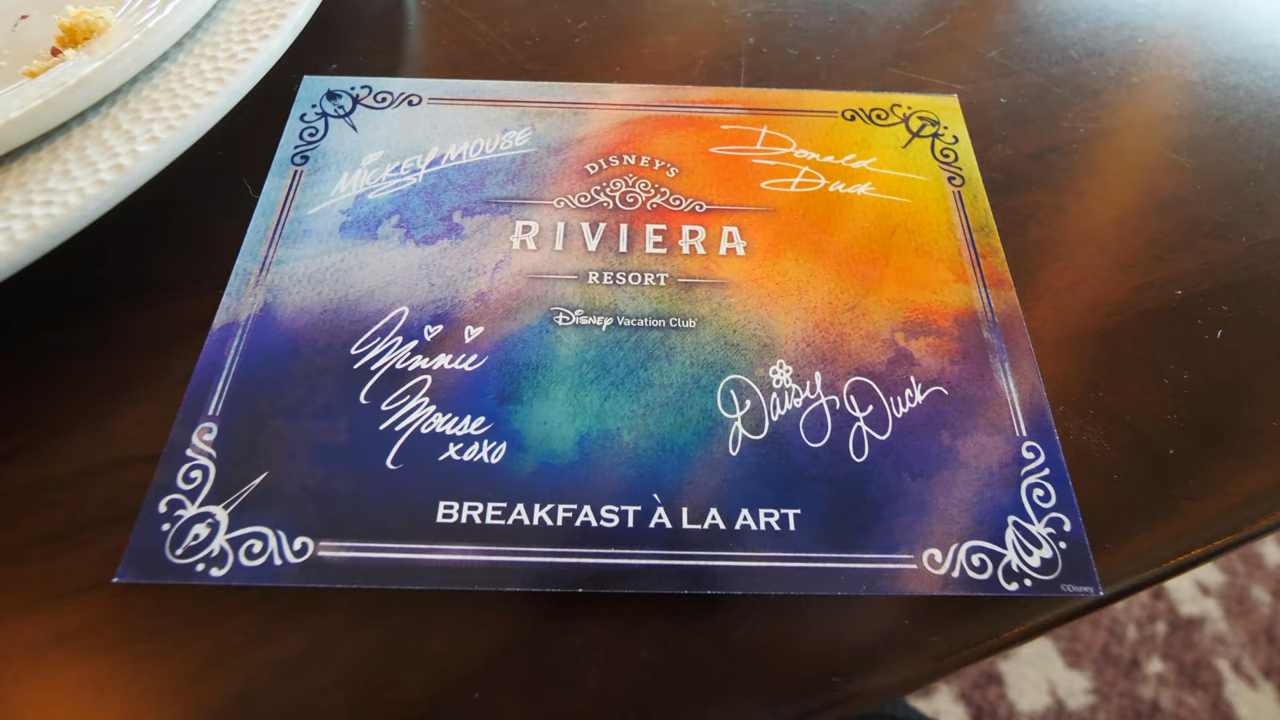 MICKEY MOUSE
Donald
Duck
DISNEY'S
RIVIERA
RESORT
Disney Vacation Club
Minnie
Mouse
xoxo
Daisy Duck
BREAKFAST À LA ART
©Disney